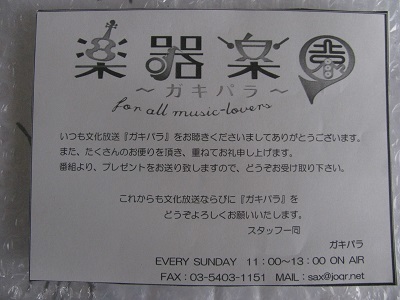 楽器楽園
～ガキパラ～
for all music-lovers
いつも文化放送『ガキパラ』をお聴きくださいましてありがとうございます。
また、たくさんのお便りを頂き、重ねてお礼申し上げます。
番組より、プレゼントをお送り致しますので、どうぞお受け取り下さい。
これからも文化放送ならびに『ガキパラ』を
どうぞよろしくお願いいたします。
スタッフ一同
ガキパラ
EVERY SUNDAY 11:00～13:00 ON AIR
FAX:03-5403-1151 MAIL:sax@joqr.net